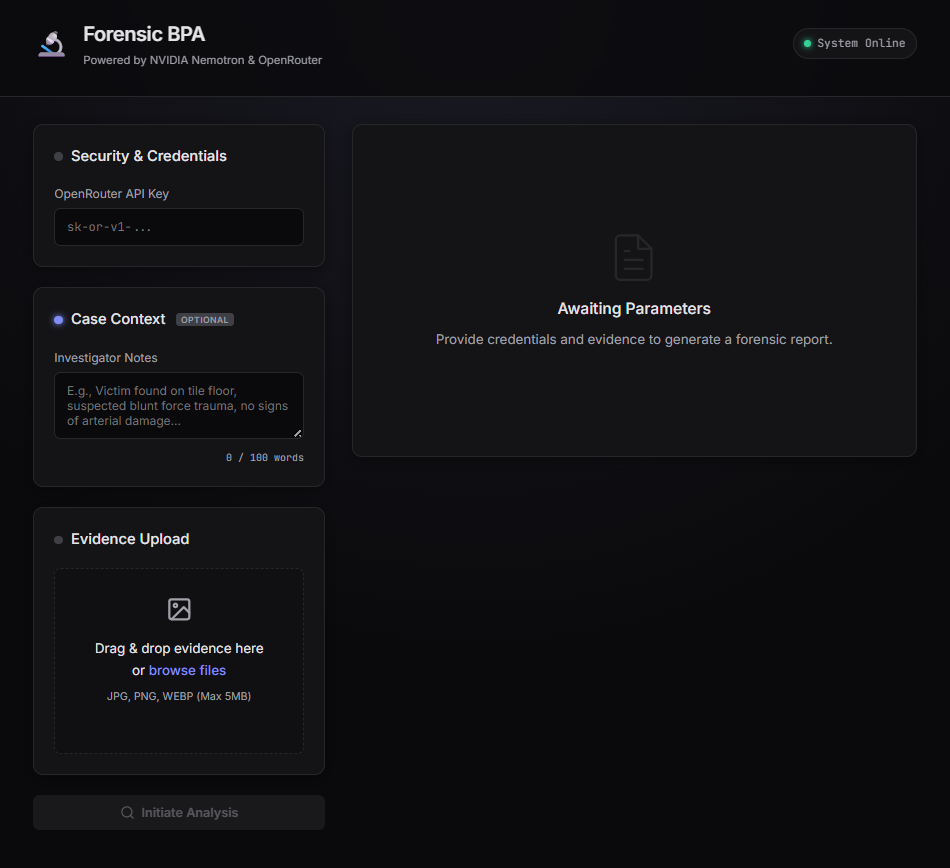 Forensic BPA
Powered by NVIDIA Nemotron & OpenRouter
System Online
Security & Credentials
OpenRouter API Key
sk-or-v1-...
Case Context
OPTIONAL
Investigator Notes
E.g., Victim found on tile floor,
suspected blunt force trauma, no signs
of arterial damage...
0 / 100 words
Evidence Upload
Drag & drop evidence here
or browse files
JPG, PNG, WEBP (Max 5MB)
Initiate Analysis
Awaiting Parameters
Provide credentials and evidence to generate a forensic report.